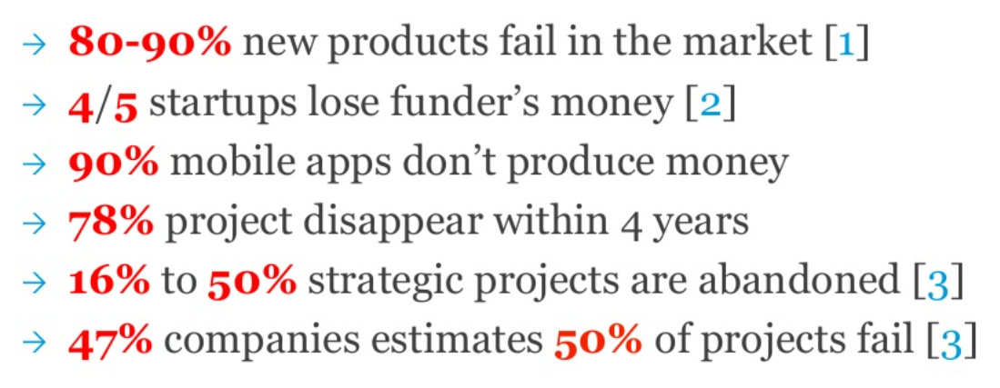 → 80-90% new products fail in the market [1]
→ 4/5 startups lose funder’s money [2]
→ 90% mobile apps don’t produce money
→ 78% project disappear within 4 years
→ 16% to 50% strategic projects are abandoned [3]
→ 47% companies estimates 50% of projects fail [3]